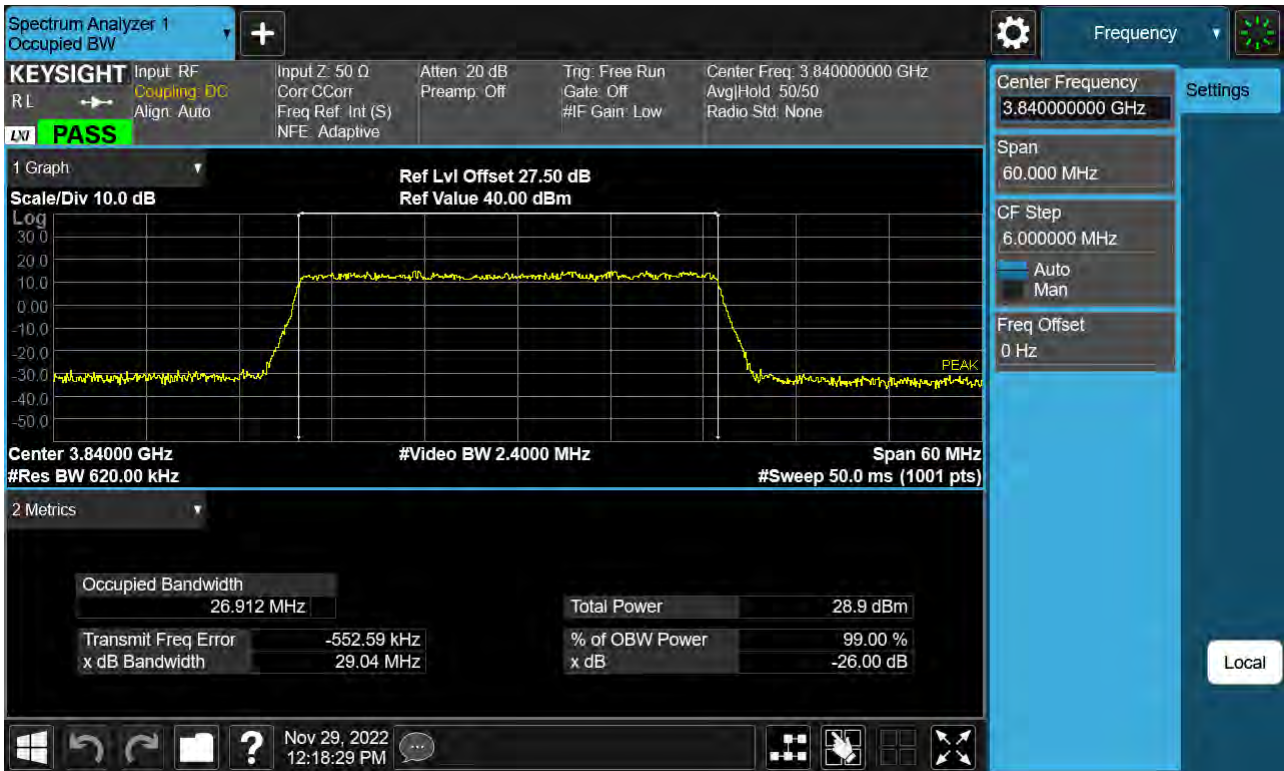 Spectrum Analyzer 1
Occupied BW
+
Frequency
KEYSIGHT
RL
LXI
PASS
Input: RF
Coupling: DC
Align: Auto
Input Z: 50 Ω
Corr CCorr
Freq Ref: Int (S)
NFE: Adaptive
Atten: 20 dB
Preamp: Off
Trig: Free Run
Gate: Off
#IF Gain: Low
Center Freq: 3.840000000 GHz
Avg|Hold: 50/50
Radio Std: None
1 Graph
Scale/Div 10.0 dB
Ref Lvl Offset 27.50 dB
Ref Value 40.00 dBm
Log
30.0
20.0
10.0
0.00
-10.0
-20.0
-30.0
-40.0
-50.0
PEAK
Center 3.84000 GHz
#Video BW 2.4000 MHz
Span 60 MHz
#Res BW 620.00 kHz
#Sweep 50.0 ms (1001 pts)
2 Metrics
Occupied Bandwidth
26.912 MHz
Total Power 28.9 dBm
Transmit Freq Error -552.59 kHz
% of OBW Power 99.00 %
x dB Bandwidth 29.04 MHz
x dB -26.00 dB
Center Frequency
3.840000000 GHz
Settings
Span
60.000 MHz
CF Step
6.000000 MHz
Auto
Man
Freq Offset
0 Hz
Local
?
Nov 29, 2022
12:18:29 PM